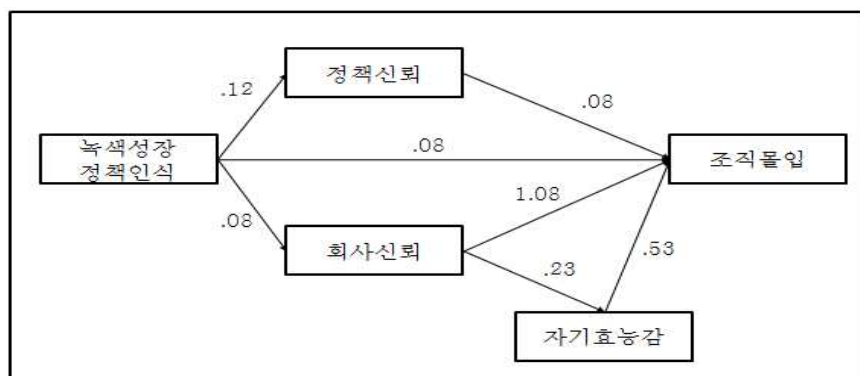 정책신뢰
.12
.08
녹색성장
정책인식
.08
조직몰입
1.08
.08
회사신뢰
.23
.53
자기효능감